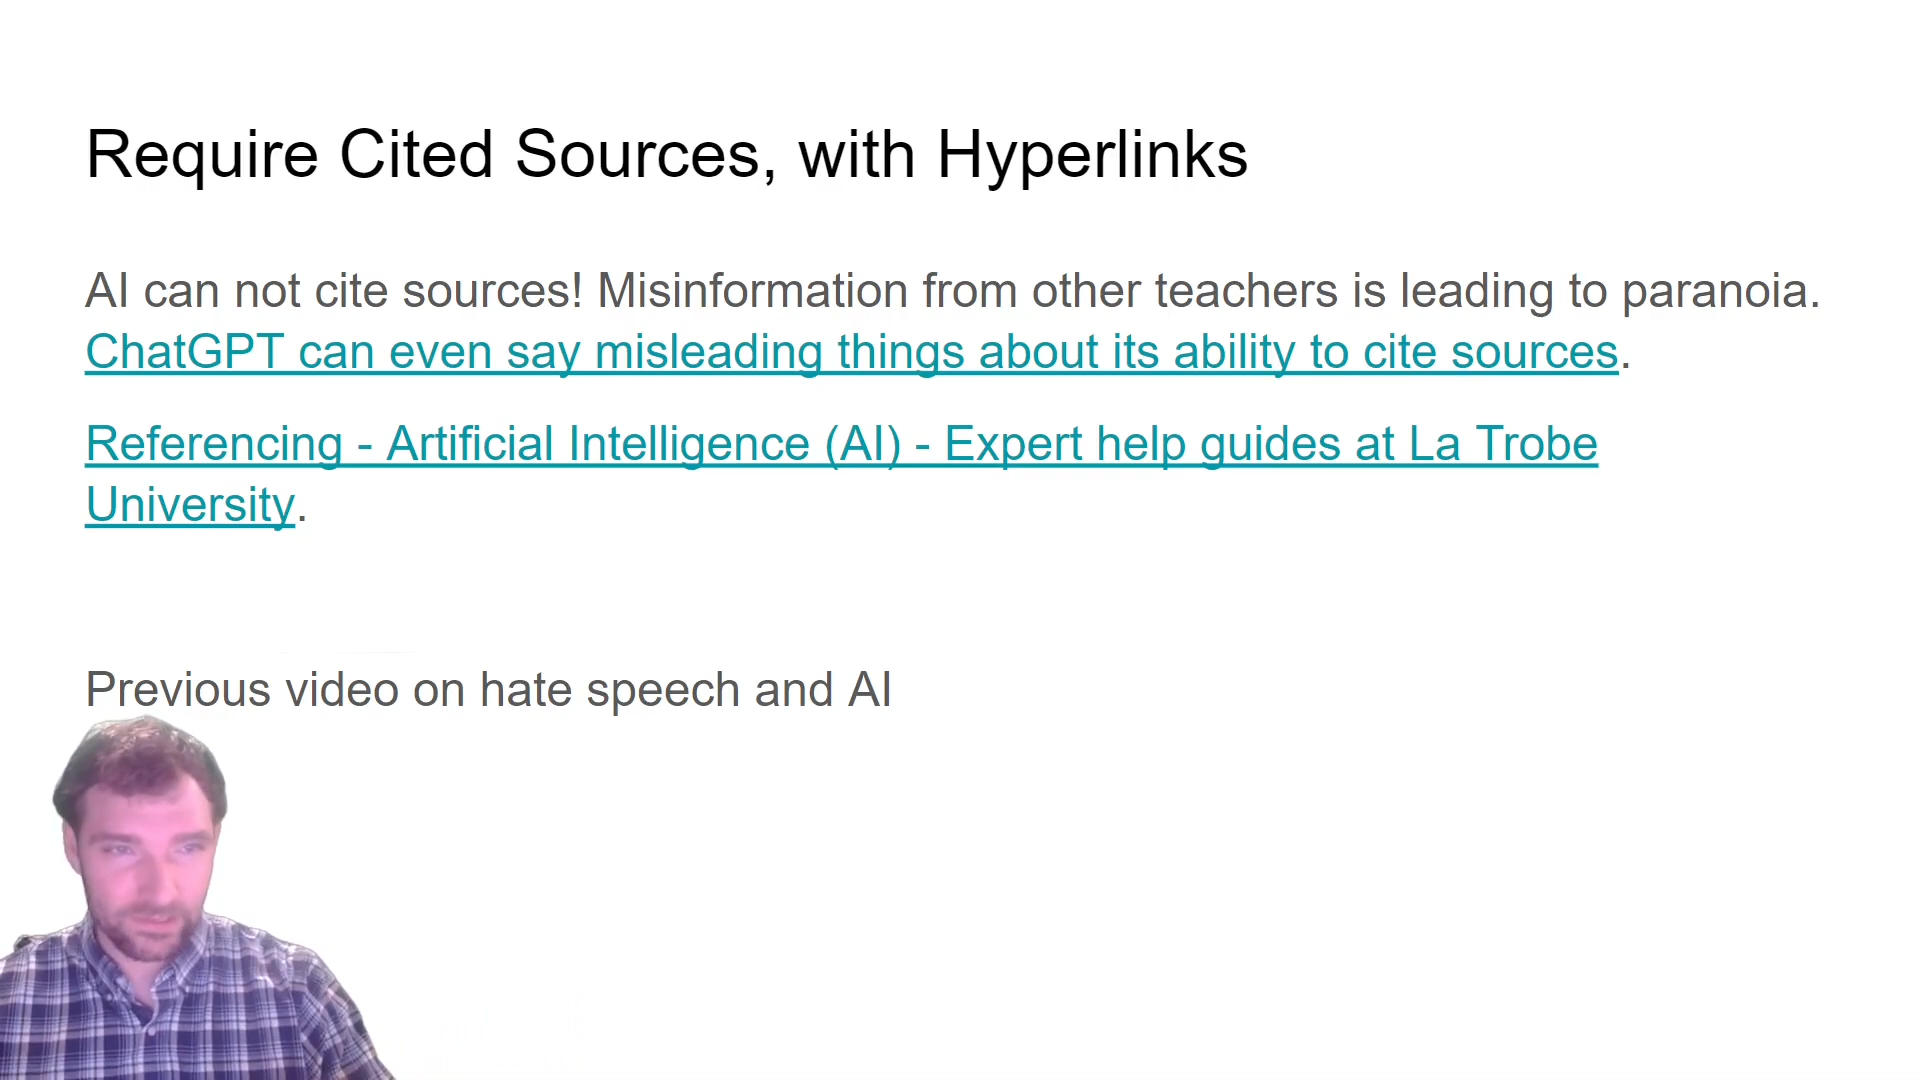 Require Cited Sources, with Hyperlinks
AI can not cite sources! Misinformation from other teachers is leading to paranoia.
ChatGPT can even say misleading things about its ability to cite sources.
Referencing - Artificial Intelligence (AI) - Expert help guides at La Trobe
University.
Previous video on hate speech and AI